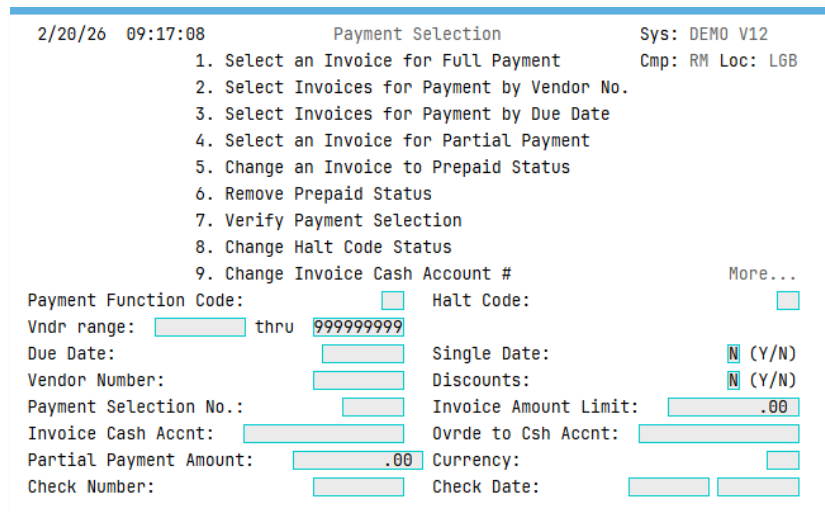 2/20/26 09:17:08 Payment Selection Sys: DEMO V12
1. Select an Invoice for Full Payment Cmp: RM Loc: LGB
2. Select Invoices for Payment by Vendor No.
3. Select Invoices for Payment by Due Date
4. Select an Invoice for Partial Payment
5. Change an Invoice to Prepaid Status
6. Remove Prepaid Status
7. Verify Payment Selection
8. Change Halt Code Status
9. Change Invoice Cash Account # More...
Payment Function Code: Halt Code:
Vndr range: thru 999999999
Due Date: Single Date: N (Y/N)
Vendor Number: Discounts: N (Y/N)
Payment Selection No.: Invoice Amount Limit: .00
Invoice Cash Accnt: Ovrde to Csh Accnt:
Partial Payment Amount: .00 Currency:
Check Number: Check Date: